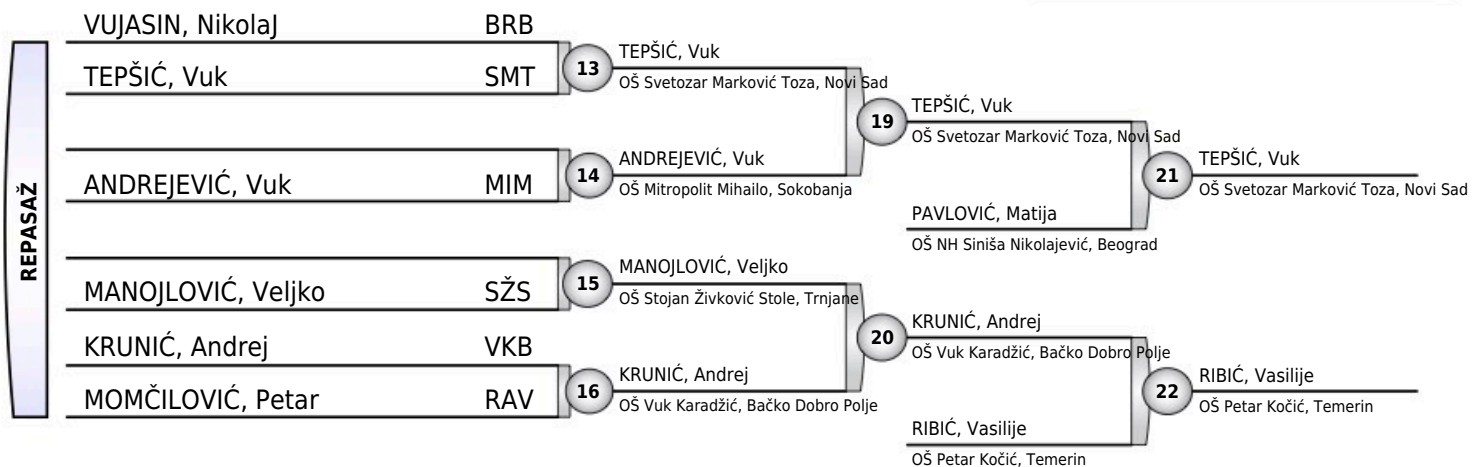 REPASAŽ
VUJASIN, NikolaJ BRB
TEPŠIĆ, Vuk SMT
ANDREJEVIĆ, Vuk MIM
MANOJLOVIĆ, Veljko SŽS
KRUNIĆ, Andrej VKB
MOMČILOVIĆ, Petar RAV
13
TEPŠIĆ, Vuk
OŠ Svetozar Marković Toza, Novi Sad
14
ANDREJEVIĆ, Vuk
OŠ Mitropolit Mihailo, Sokobanja
15
MANOJLOVIĆ, Veljko
OŠ Stojan Živković Stole, Trnjane
16
KRUNIĆ, Andrej
OŠ Vuk Karadžić, Bačko Dobro Polje
19
TEPŠIĆ, Vuk
OŠ Svetozar Marković Toza, Novi Sad
PAVLOVIĆ, Matija
OŠ NH Siniša Nikolajević, Beograd
20
KRUNIĆ, Andrej
OŠ Vuk Karadžić, Bačko Dobro Polje
RIBIĆ, Vasilije
OŠ Petar Kočić, Temerin
21
TEPŠIĆ, Vuk
OŠ Svetozar Marković Toza, Novi Sad
22
RIBIĆ, Vasilije
OŠ Petar Kočić, Temerin